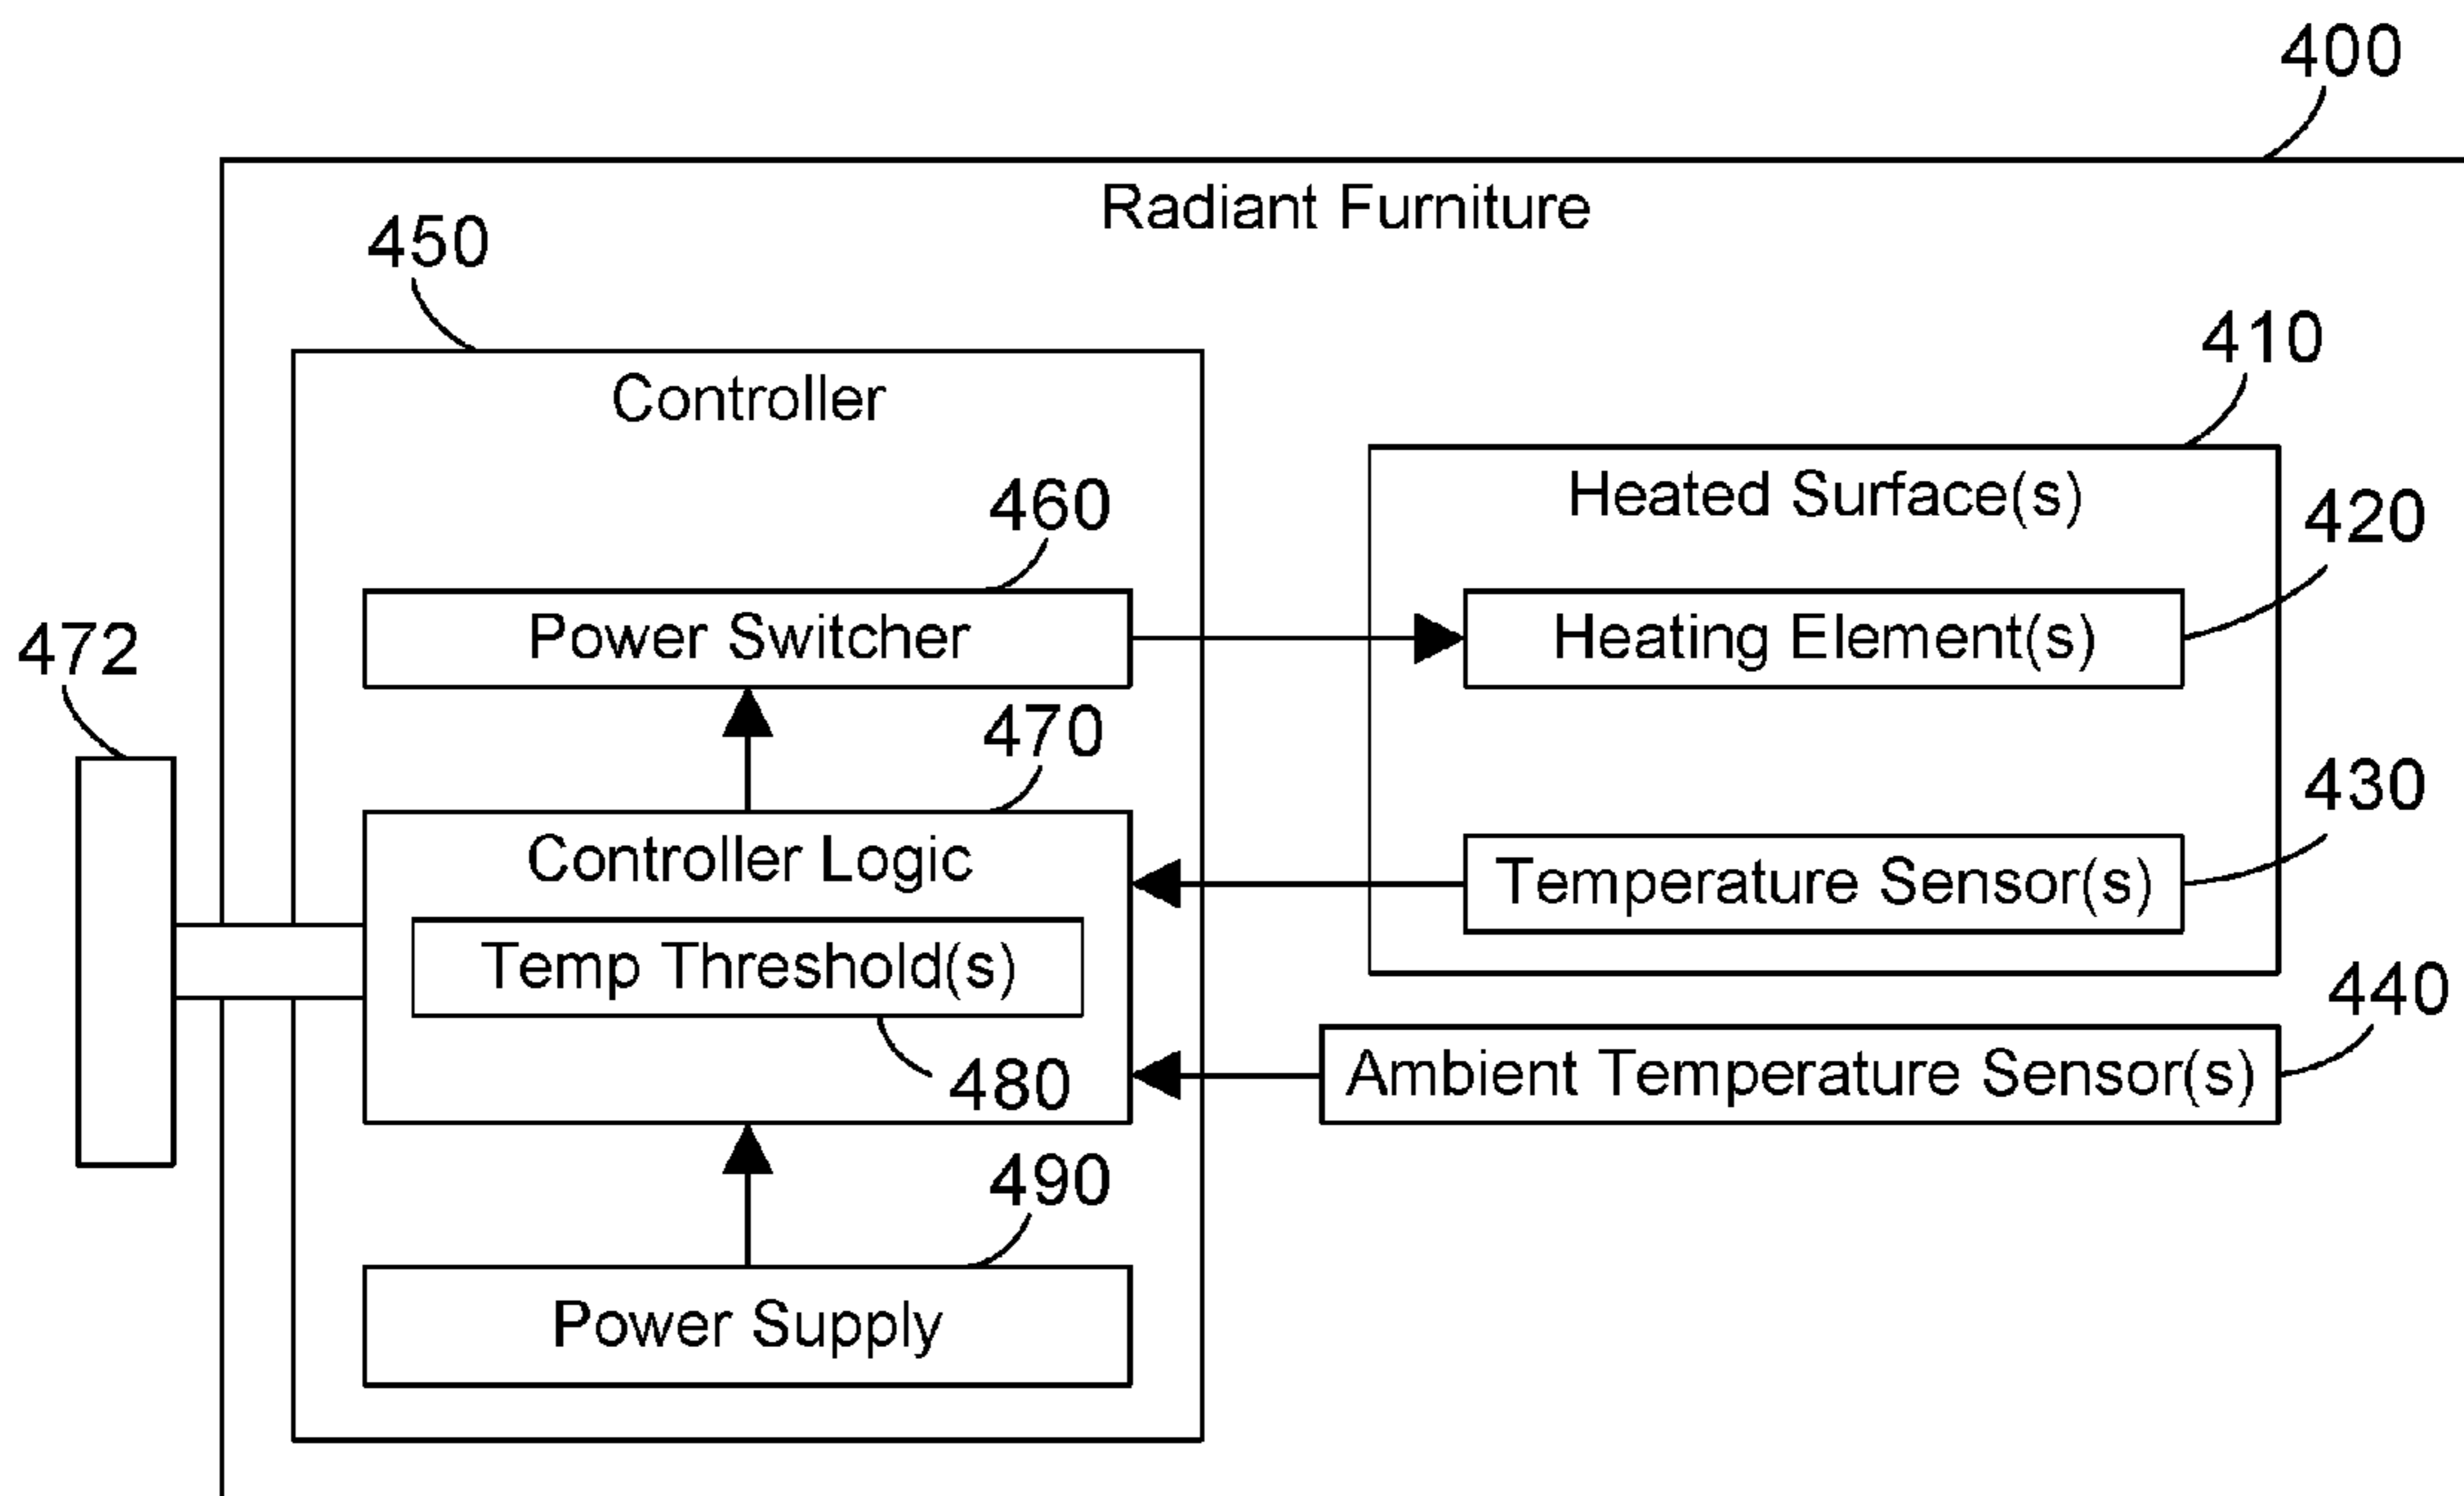 400
Radiant Furniture
450
Controller
410
Heated Surface(s)
460
420
Power Switcher
Heating Element(s)
472
470
430
Controller Logic
Temperature Sensor(s)
Temp Threshold(s)
440
480
Ambient Temperature Sensor(s)
490
Power Supply